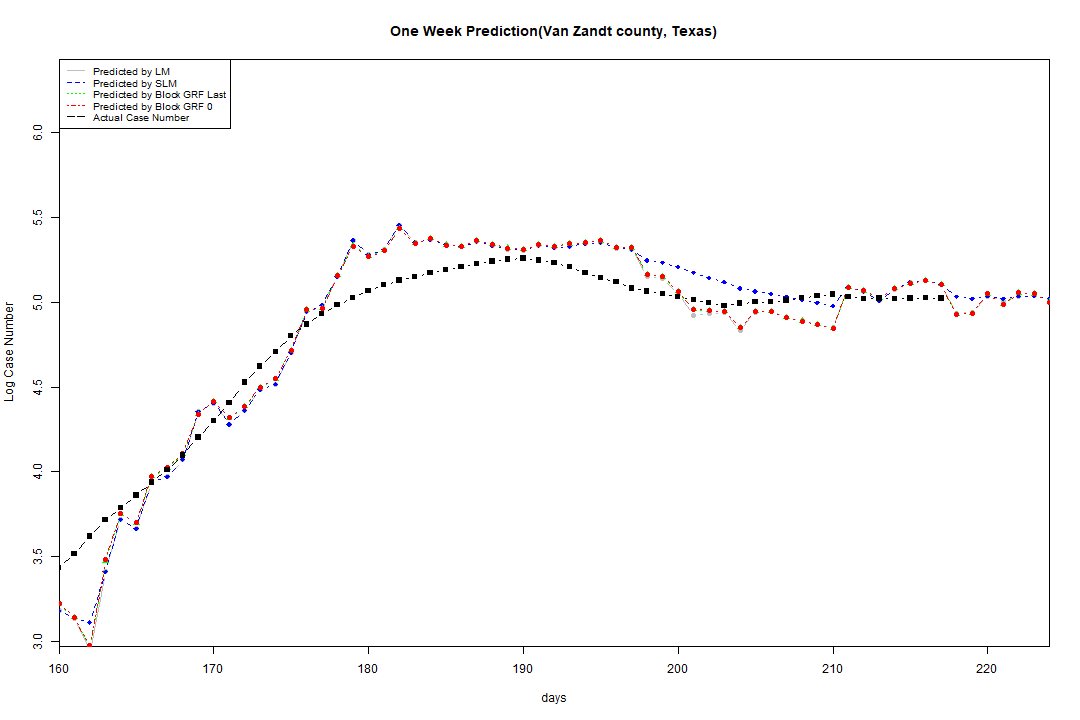 One Week Prediction(Van Zandt county, Texas)
Predicted by LM
Predicted by SLM
Predicted by Block GRF Last
Predicted by Block GRF 0
Actual Case Number
6.0
5.5
5.0
4.5
4.0
3.5
3.0
Log Case Number
160 170 180 190 200 210 220
days